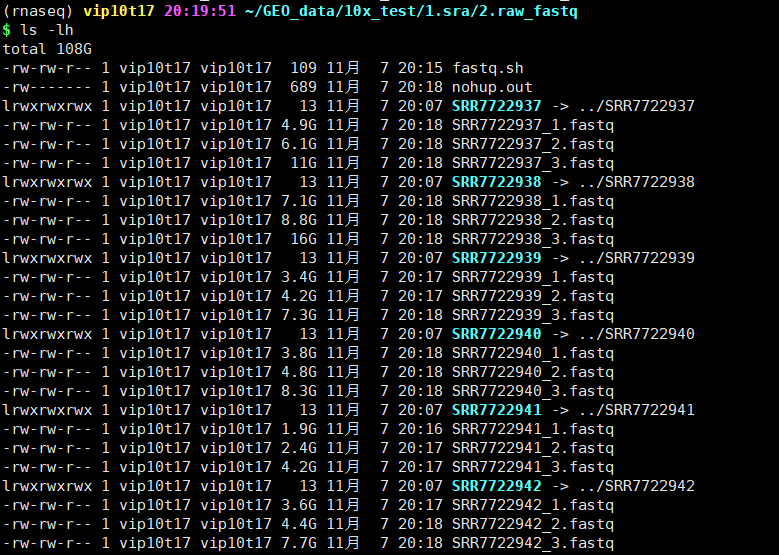 (rnaseq) vip10t17 20:19:51 ~/GEO_data/10x_test/1.sra/2.raw_fastq
$ ls -lh
total 108G
-rw-rw-r-- 1 vip10t17 vip10t17  109 11月  7 20:15 fastq.sh
-rw------- 1 vip10t17 vip10t17  689 11月  7 20:18 nohup.out
lrwxrwxrwx 1 vip10t17 vip10t17   13 11月  7 20:07 SRR7722937 -> ../SRR7722937
-rw-rw-r-- 1 vip10t17 vip10t17 4.9G 11月  7 20:18 SRR7722937_1.fastq
-rw-rw-r-- 1 vip10t17 vip10t17 6.1G 11月  7 20:18 SRR7722937_2.fastq
-rw-rw-r-- 1 vip10t17 vip10t17  11G 11月  7 20:18 SRR7722937_3.fastq
lrwxrwxrwx 1 vip10t17 vip10t17   13 11月  7 20:07 SRR7722938 -> ../SRR7722938
-rw-rw-r-- 1 vip10t17 vip10t17 7.1G 11月  7 20:18 SRR7722938_1.fastq
-rw-rw-r-- 1 vip10t17 vip10t17 8.8G 11月  7 20:18 SRR7722938_2.fastq
-rw-rw-r-- 1 vip10t17 vip10t17  16G 11月  7 20:18 SRR7722938_3.fastq
lrwxrwxrwx 1 vip10t17 vip10t17   13 11月  7 20:07 SRR7722939 -> ../SRR7722939
-rw-rw-r-- 1 vip10t17 vip10t17 3.4G 11月  7 20:17 SRR7722939_1.fastq
-rw-rw-r-- 1 vip10t17 vip10t17 4.2G 11月  7 20:17 SRR7722939_2.fastq
-rw-rw-r-- 1 vip10t17 vip10t17 7.3G 11月  7 20:18 SRR7722939_3.fastq
lrwxrwxrwx 1 vip10t17 vip10t17   13 11月  7 20:07 SRR7722940 -> ../SRR7722940
-rw-rw-r-- 1 vip10t17 vip10t17 3.8G 11月  7 20:18 SRR7722940_1.fastq
-rw-rw-r-- 1 vip10t17 vip10t17 4.8G 11月  7 20:18 SRR7722940_2.fastq
-rw-rw-r-- 1 vip10t17 vip10t17 8.3G 11月  7 20:18 SRR7722940_3.fastq
lrwxrwxrwx 1 vip10t17 vip10t17   13 11月  7 20:07 SRR7722941 -> ../SRR7722941
-rw-rw-r-- 1 vip10t17 vip10t17 1.9G 11月  7 20:16 SRR7722941_1.fastq
-rw-rw-r-- 1 vip10t17 vip10t17 2.4G 11月  7 20:17 SRR7722941_2.fastq
-rw-rw-r-- 1 vip10t17 vip10t17 4.2G 11月  7 20:17 SRR7722941_3.fastq
lrwxrwxrwx 1 vip10t17 vip10t17   13 11月  7 20:07 SRR7722942 -> ../SRR7722942
-rw-rw-r-- 1 vip10t17 vip10t17 3.6G 11月  7 20:17 SRR7722942_1.fastq
-rw-rw-r-- 1 vip10t17 vip10t17 4.4G 11月  7 20:18 SRR7722942_2.fastq
-rw-rw-r-- 1 vip10t17 vip10t17 7.7G 11月  7 20:18 SRR7722942_3.fastq